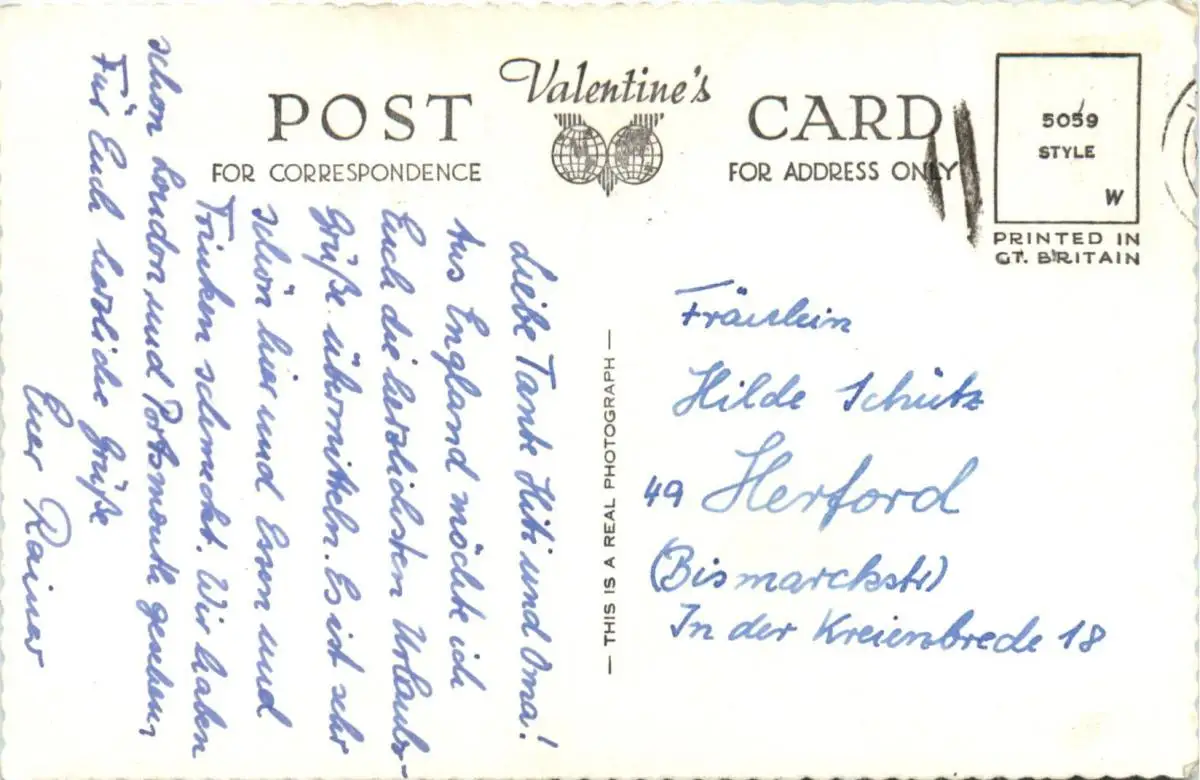 Valentine's
POST CARD
FOR CORRESPONDENCE
FOR ADDRESS ONLY
5059
STYLE
W
PRINTED IN
GT. BRITAIN
— THIS IS A REAL PHOTOGRAPH —
Liebe Tante Hiti und Oma!
Aus England möchte ich
Euch die herzlichsten Urlaubs-
Grüße übermitteln. Es ist sehr
schön hier und Essen und
Trinken schmeckt. Wir haben
schon London und Portsmouth gesehen,
Für Euch herzliche Grüße
Euer Rainer
Fräulein
Hilde Schütz
49 Herford
(Bismarckstr)
In der Kreienbrede 18